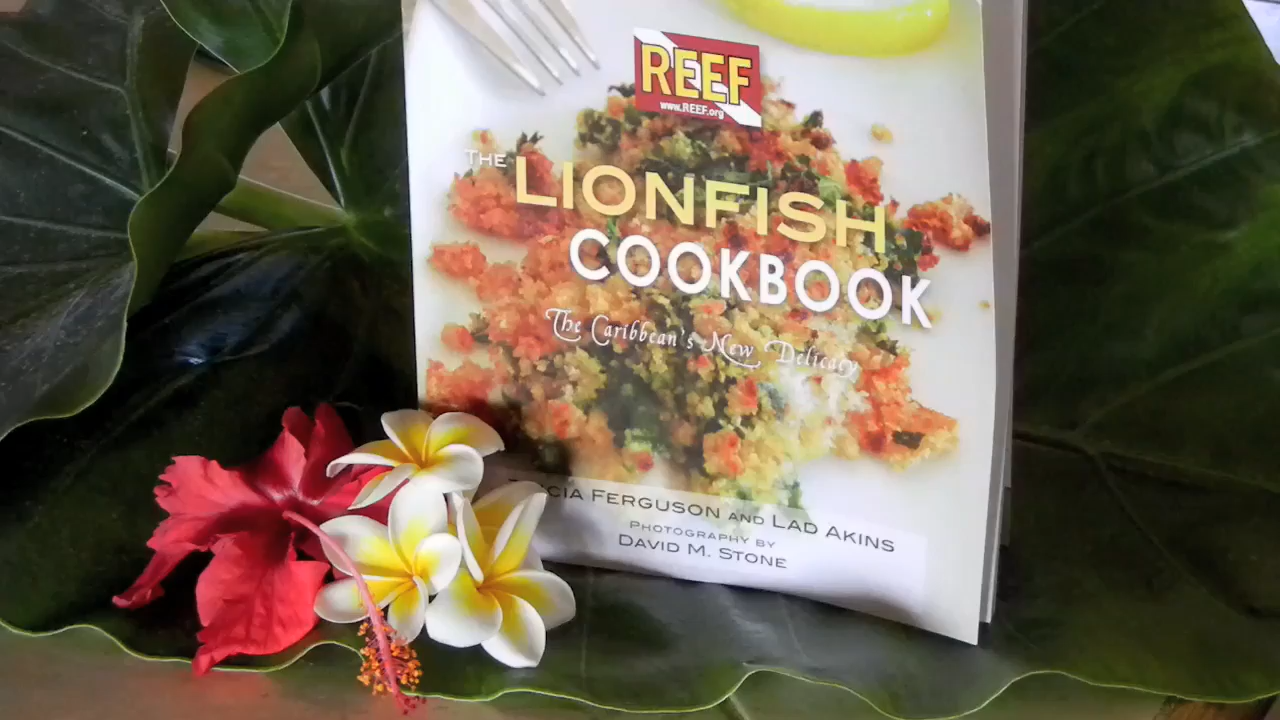 REEF
www.REEF.org
THE LIONFISH
COOKBOOK
The Caribbean's New Delicacy
FERGUSON AND LAD AKINS
PHOTOGRAPHY BY
DAVID M. STONE